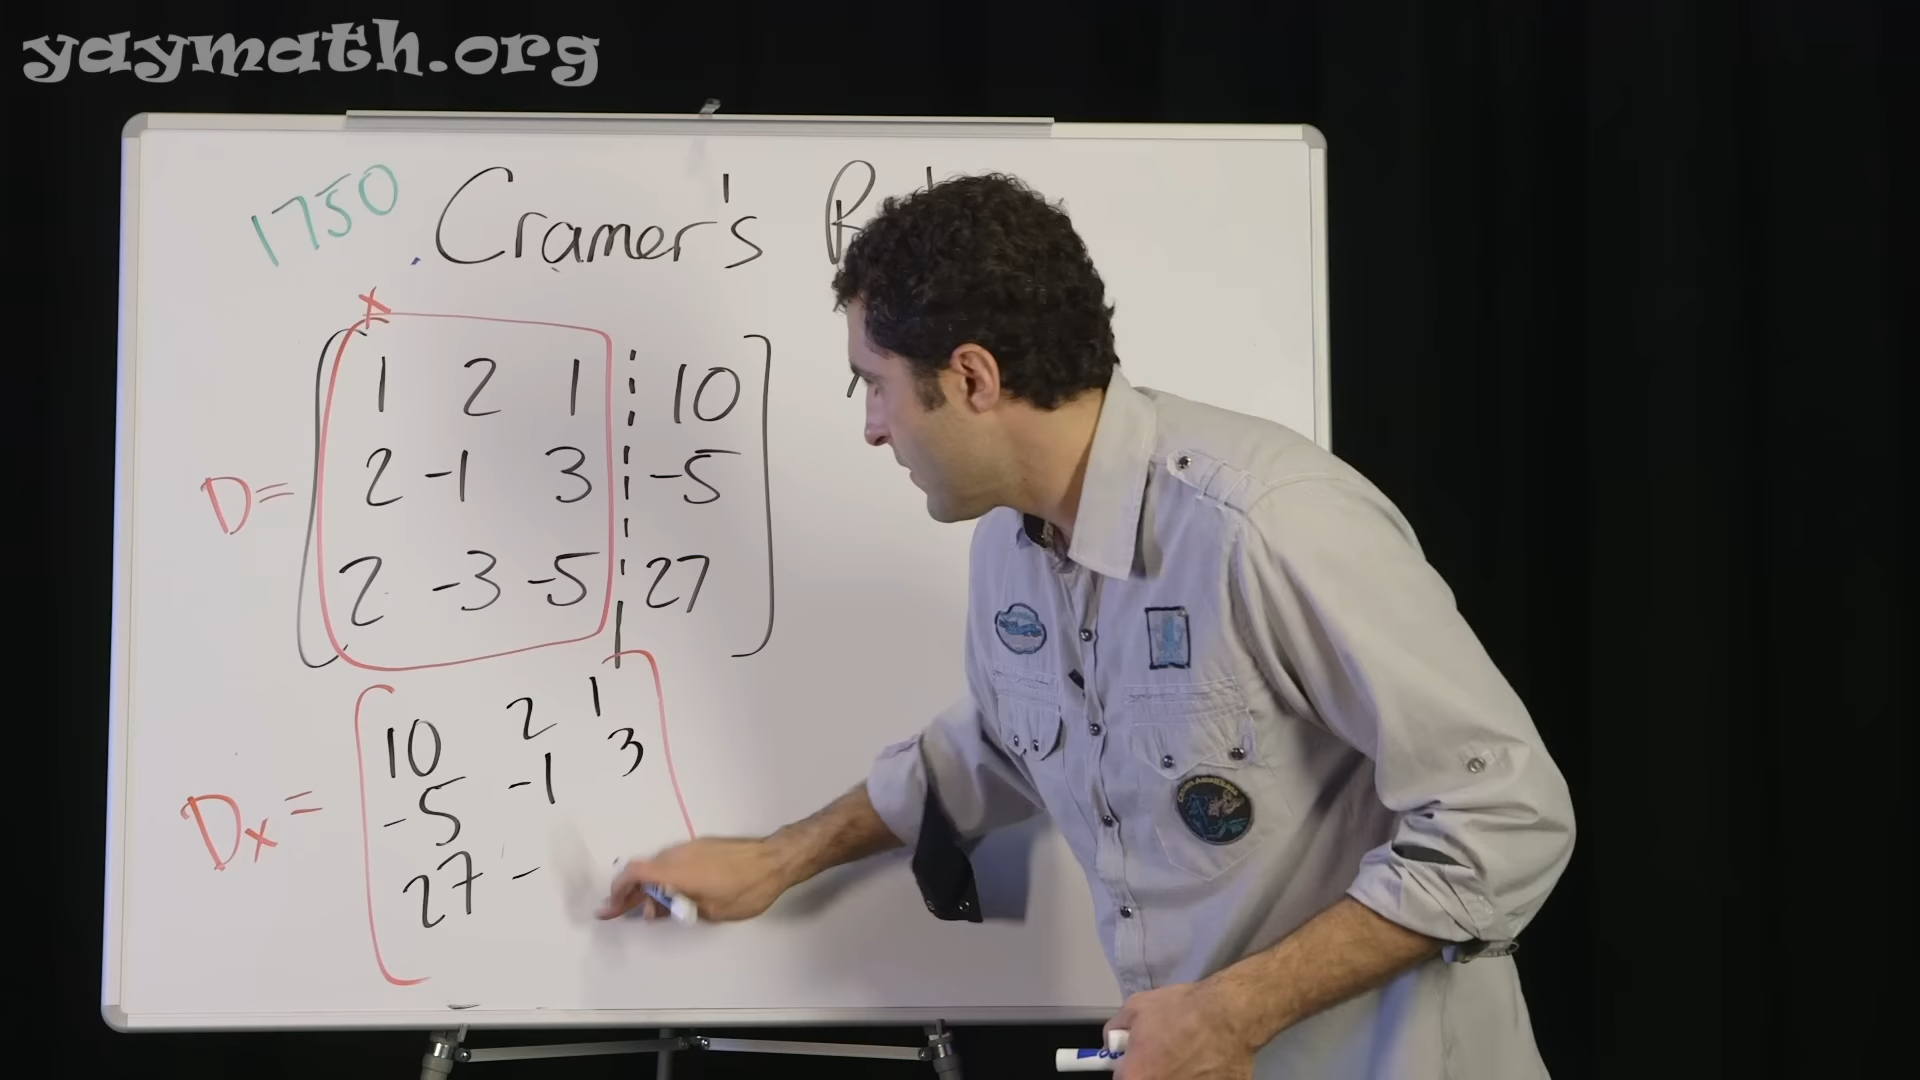 yaymath.org
1750 Cramer's
x
1 2 1 10
D= 2 -1 3 -5
2 -3 -5 27
10 2 1
Dx= -5 -1 3
27 -